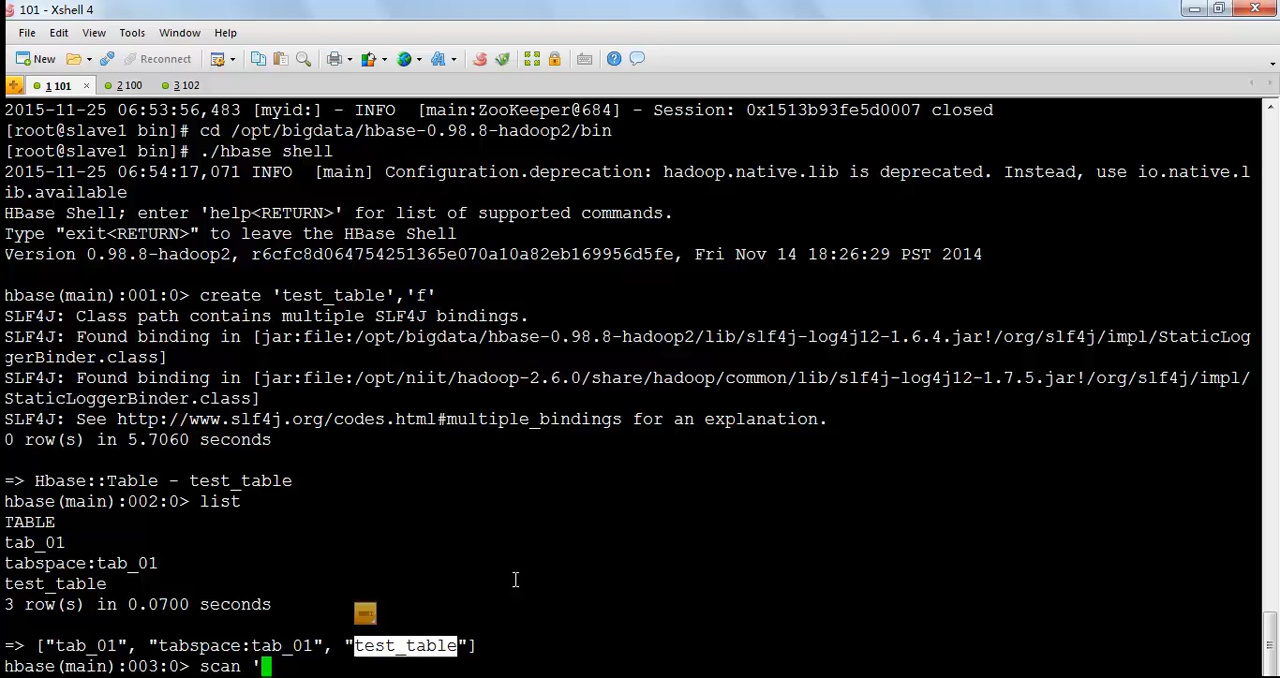 101 - Xshell 4
File Edit View Tools Window Help
New Reconnect
1 101 × 2 100 3 102
2015-11-25 06:53:56,483 [myid:] - INFO  [main:ZooKeeper@684] - Session: 0x1513b93fe5d0007 closed
[root@slave1 bin]# cd /opt/bigdata/hbase-0.98.8-hadoop2/bin
[root@slave1 bin]# ./hbase shell
2015-11-25 06:54:17,071 INFO  [main] Configuration.deprecation: hadoop.native.lib is deprecated. Instead, use io.native.l
ib.available
HBase Shell; enter 'help<RETURN>' for list of supported commands.
Type "exit<RETURN>" to leave the HBase Shell
Version 0.98.8-hadoop2, r6cfc8d064754251365e070a10a82eb169956d5fe, Fri Nov 14 18:26:29 PST 2014
hbase(main):001:0> create 'test_table','f'
SLF4J: Class path contains multiple SLF4J bindings.
SLF4J: Found binding in [jar:file:/opt/bigdata/hbase-0.98.8-hadoop2/lib/slf4j-log4j12-1.6.4.jar!/org/slf4j/impl/StaticLog
gerBinder.class]
SLF4J: Found binding in [jar:file:/opt/niit/hadoop-2.6.0/share/hadoop/common/lib/slf4j-log4j12-1.7.5.jar!/org/slf4j/impl/
StaticLoggerBinder.class]
SLF4J: See http://www.slf4j.org/codes.html#multiple_bindings for an explanation.
0 row(s) in 5.7060 seconds
=> Hbase::Table - test_table
hbase(main):002:0> list
TABLE
tab_01
tabspace:tab_01
test_table
3 row(s) in 0.0700 seconds
=> ["tab_01", "tabspace:tab_01", "test_table"]
hbase(main):003:0> scan '